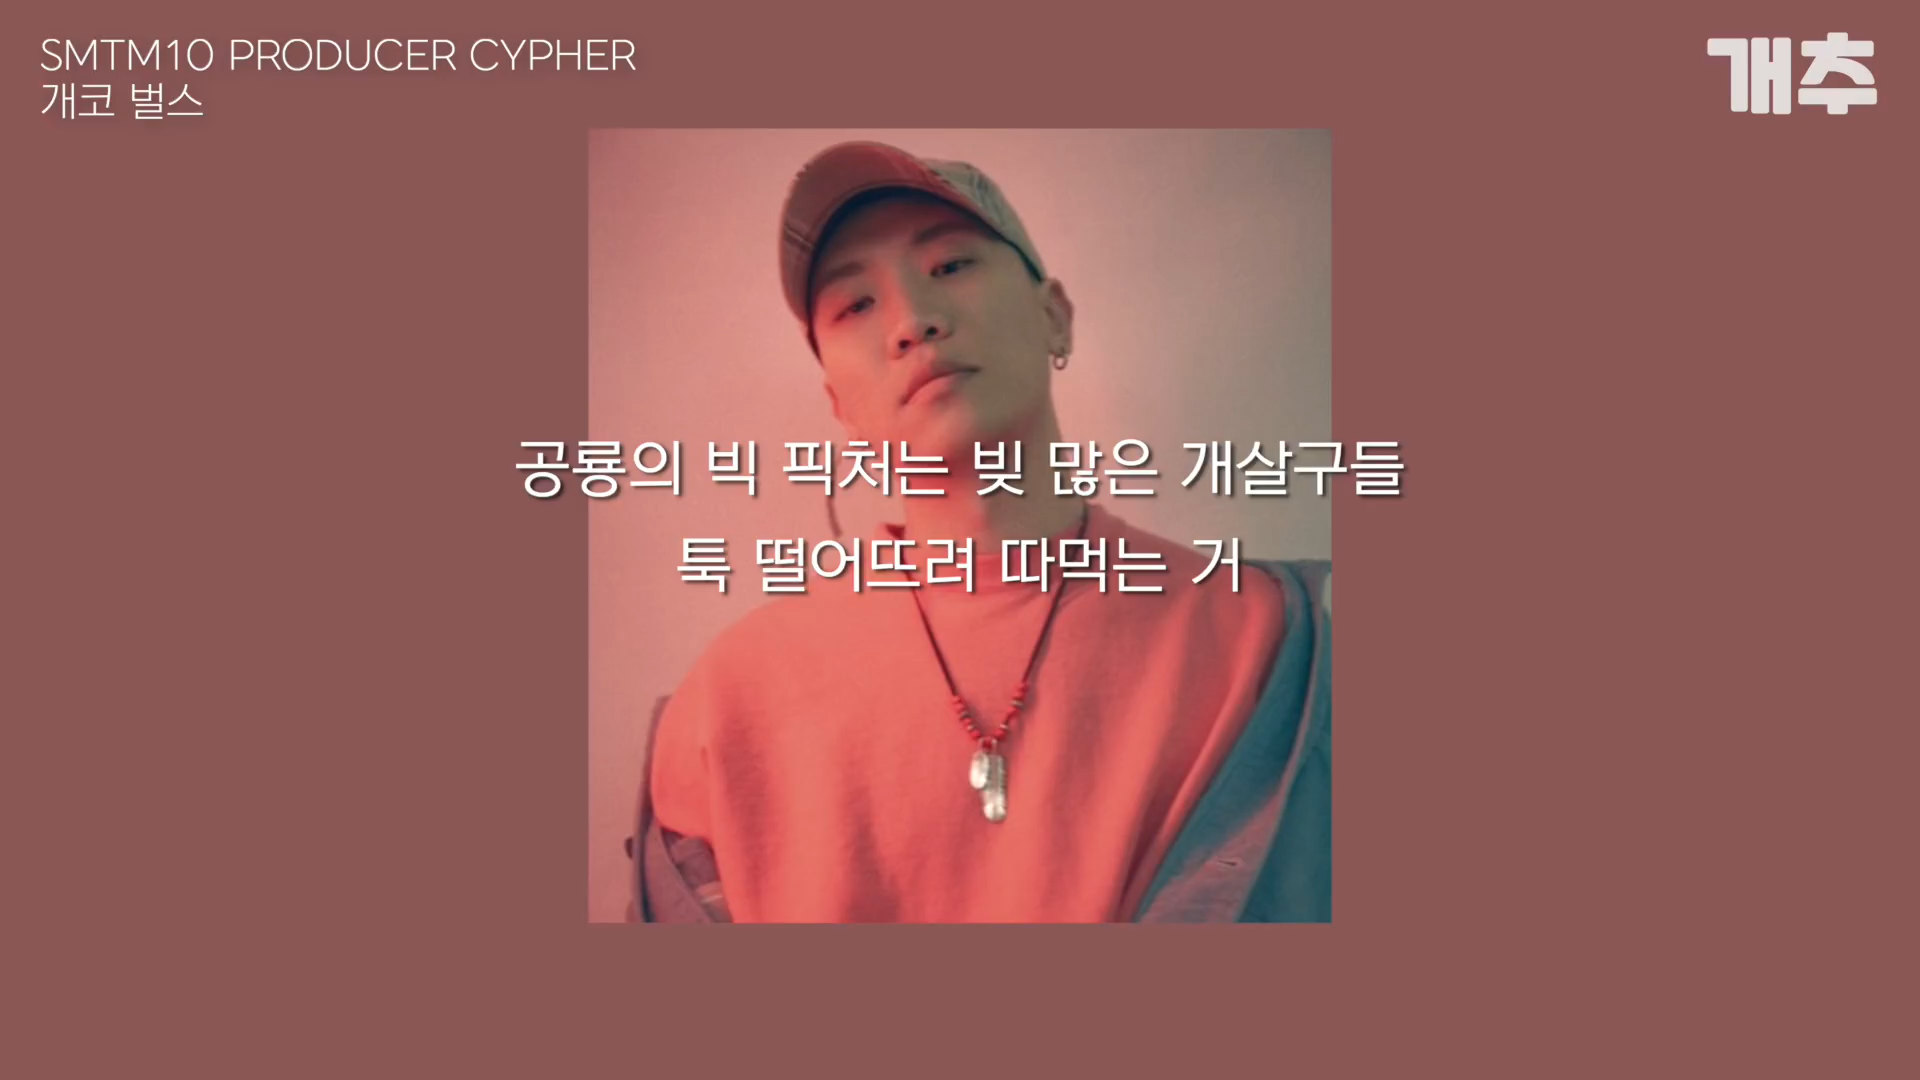 SMTM10 PRODUCER CYPHER
개코 벌스
개추
공룡의 빅 픽처는 빚 많은 개살구들
툭 떨어뜨려 따먹는 거